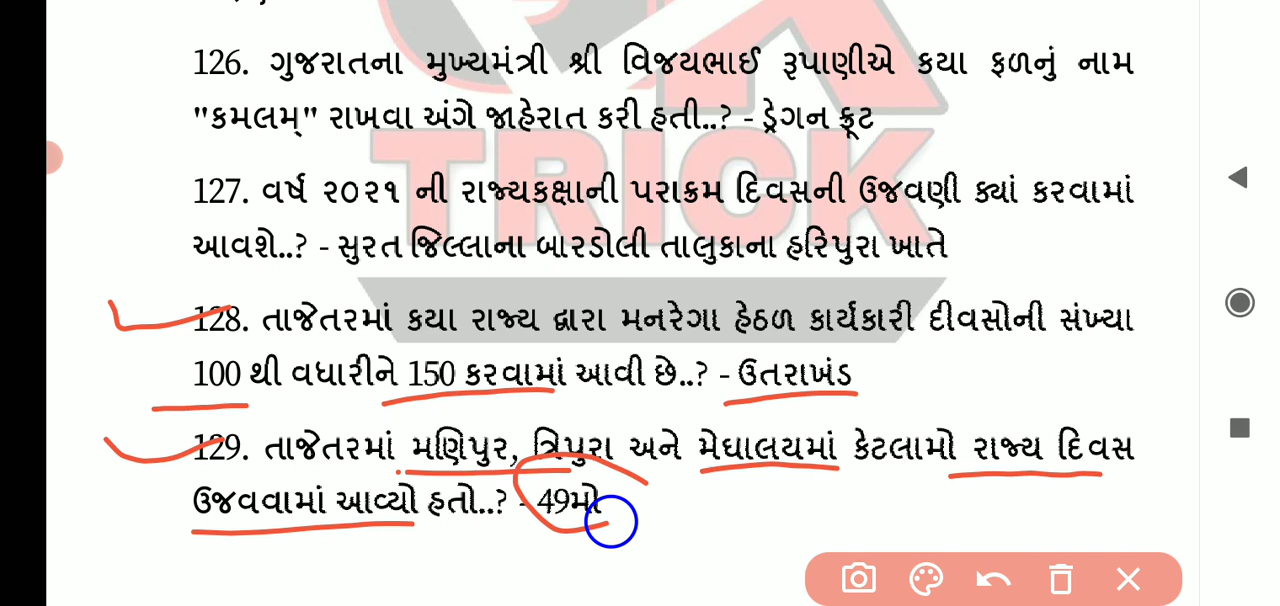 126. ગુજરાતના મુખ્યમંત્રી શ્રી વિજયભાઈ રૂપાણીએ કયા ફળનું નામ
"કમલમ્" રાખવા અંગે જાહેરાત કરી હતી..? - ડ્રેગન ફ્રૂટ
TRICK
127. વર્ષ ૨૦૨૧ ની રાજ્યકક્ષાની પરાક્રમ દિવસની ઉજવણી ક્યાં કરવામાં
આવશે..? - સુરત જિલ્લાના બારડોલી તાલુકાના હરિપુરા ખાતે
128. તાજેતરમાં કયા રાજ્ય દ્વારા મનરેગા હેઠળ કાર્યકારી દીવસોની સંખ્યા
100 થી વધારીને 150 કરવામાં આવી છે..? - ઉતરાખંડ
129. તાજેતરમાં મણિપુર, ત્રિપુરા અને મેઘાલયમાં કેટલામો રાજ્ય દિવસ
ઉજવવામાં આવ્યો હતો..? - 49મો